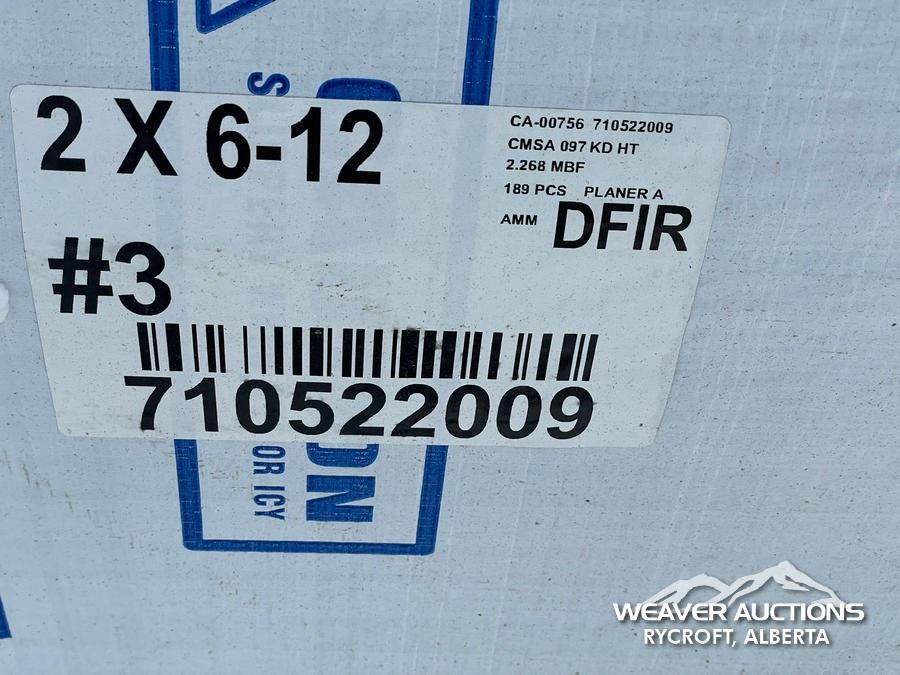 2 X 6-12
CA-00756 710522009
CMSA 097 KD HT
2.268 MBF
189 PCS PLANER A
AMM DFIR
#3
710522009
OR ICY
WEAVER AUCTIONS
RYCROFT, ALBERTA